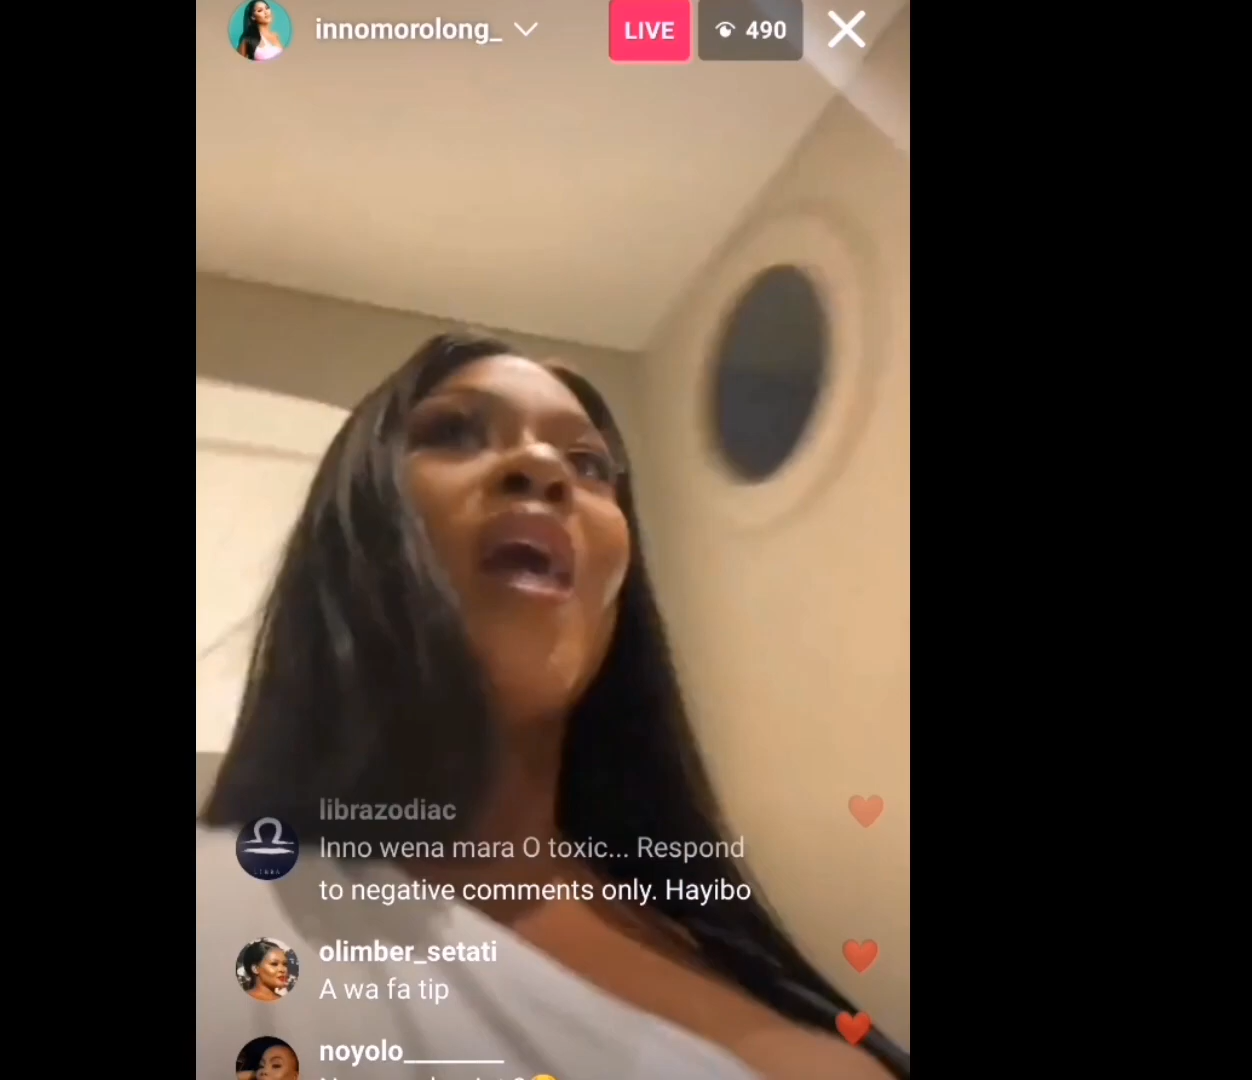 innomorolong_
LIVE
490
librazodiac
Inno wena mara O toxic... Respond
to negative comments only. Hayibo
olimber_setati
A wa fa tip
noyolo________